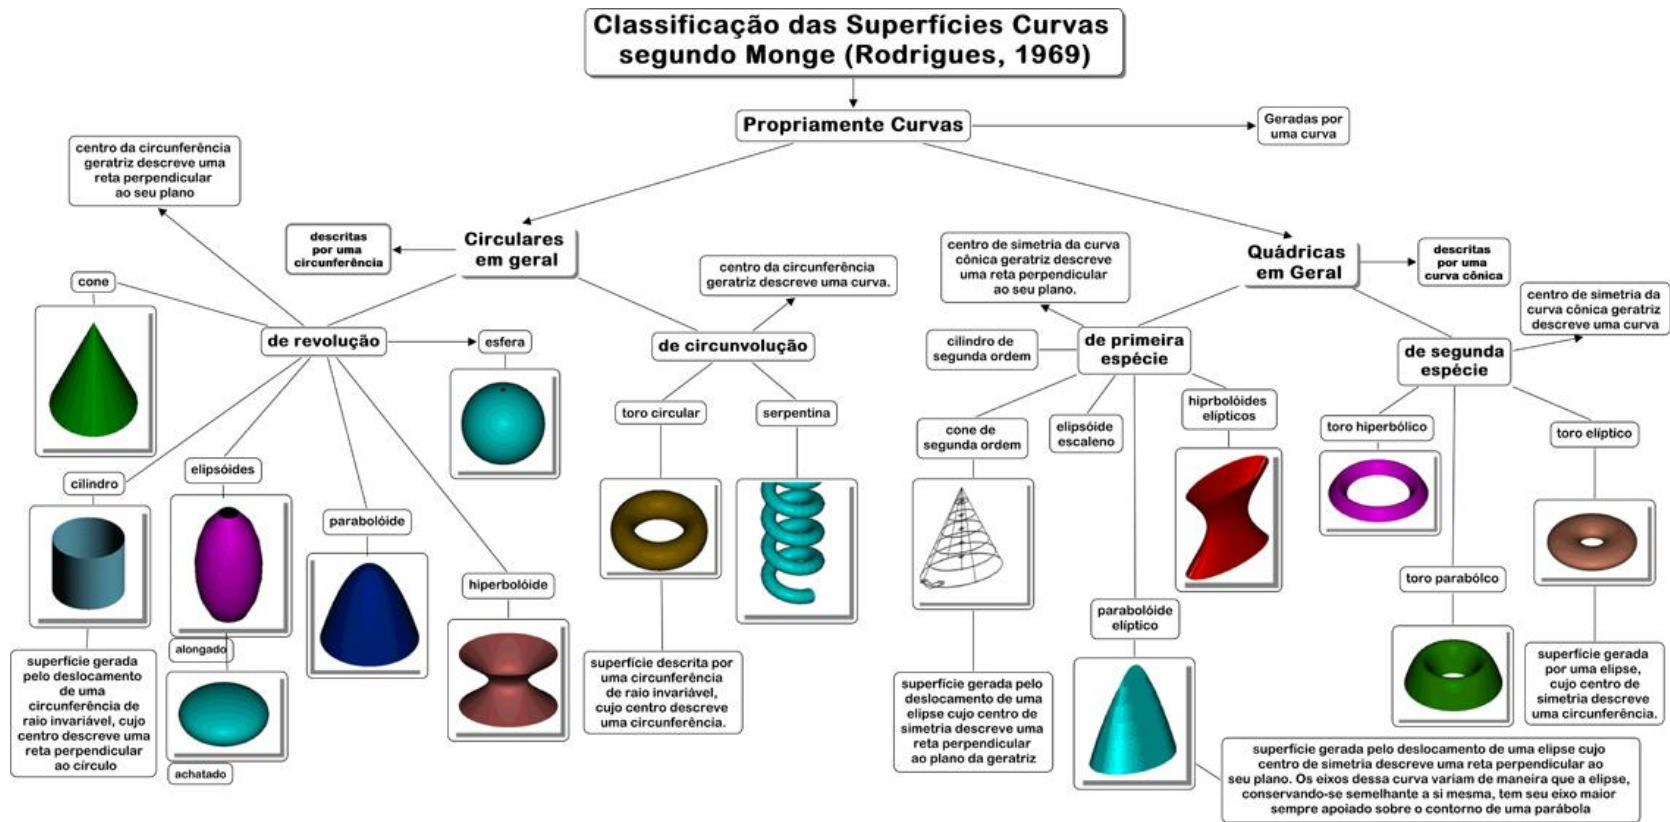 Classificação das Superfícies Curvas
segundo Monge (Rodrigues, 1969)
Propriamente Curvas
Geradas por
uma curva
centro da circunferência
geratriz descreve uma
reta perpendicular
ao seu plano
descritas
por uma
circunferência
Circulares
em geral
centro da circunferência
geratriz descreve uma curva.
centro de simetria da curva
cônica geratriz descreve
uma reta perpendicular
ao seu plano.
Quádricas
em Geral
descritas
por uma
curva cônica
centro de simetria da
curva cônica geratriz
descreve uma curva
cone
de revolução
esfera
de circunvolução
cilindro de
segunda ordem
de primeira
espécie
de segunda
espécie
toro circular
serpentina
cone de
segunda ordem
elipsóide
escaleno
hiprbolóides
elípticos
toro hiperbólico
toro elíptico
cilindro
elipsóides
parabolóide
hiperbolóide
parabolóide
elíptico
toro parabólco
alongado
achatado
superfície gerada
pelo deslocamento
de uma
circunferência de
raio invariável, cujo
centro descreve uma
reta perpendicular
ao círculo
superfície descrita por
uma circunferência
de raio invariável,
cujo centro descreve
uma circunferência.
superfície gerada pelo
deslocamento de uma
elipse cujo centro de
simetria descreve uma
reta perpendicular
ao plano da geratriz
superfície gerada
por uma elipse,
cujo centro de
simetria descreve
uma circunferência.
superfície gerada pelo deslocamento de uma elipse cujo
centro de simetria descreve uma reta perpendicular ao
seu plano. Os eixos dessa curva variam de maneira que a elipse,
conservando-se semelhante a si mesma, tem seu eixo maior
sempre apoiado sobre o contorno de uma parábola